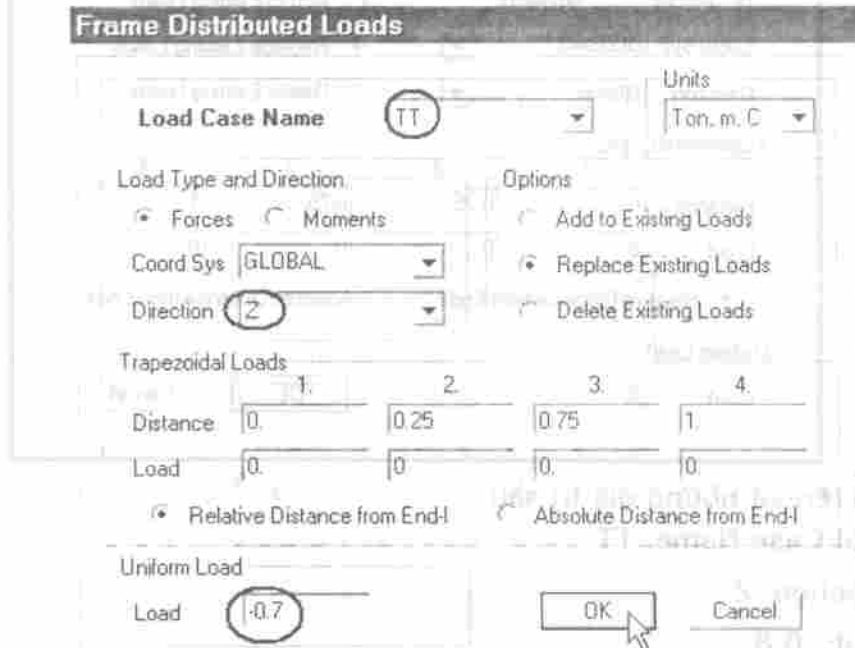 Frame Distributed Loads
Units
Load Case Name TT Ton, m, C
Load Type and Direction Options
Forces Moments Add to Existing Loads
Coord Sys GLOBAL Replace Existing Loads
Direction Z Delete Existing Loads
Trapezoidal Loads
1. 2. 3. 4.
Distance 0. 0.25 0.75 1.
Load 0. 0 0. 0.
Relative Distance from End-I Absolute Distance from End-I
Uniform Load
Load -0.7 OK Cancel